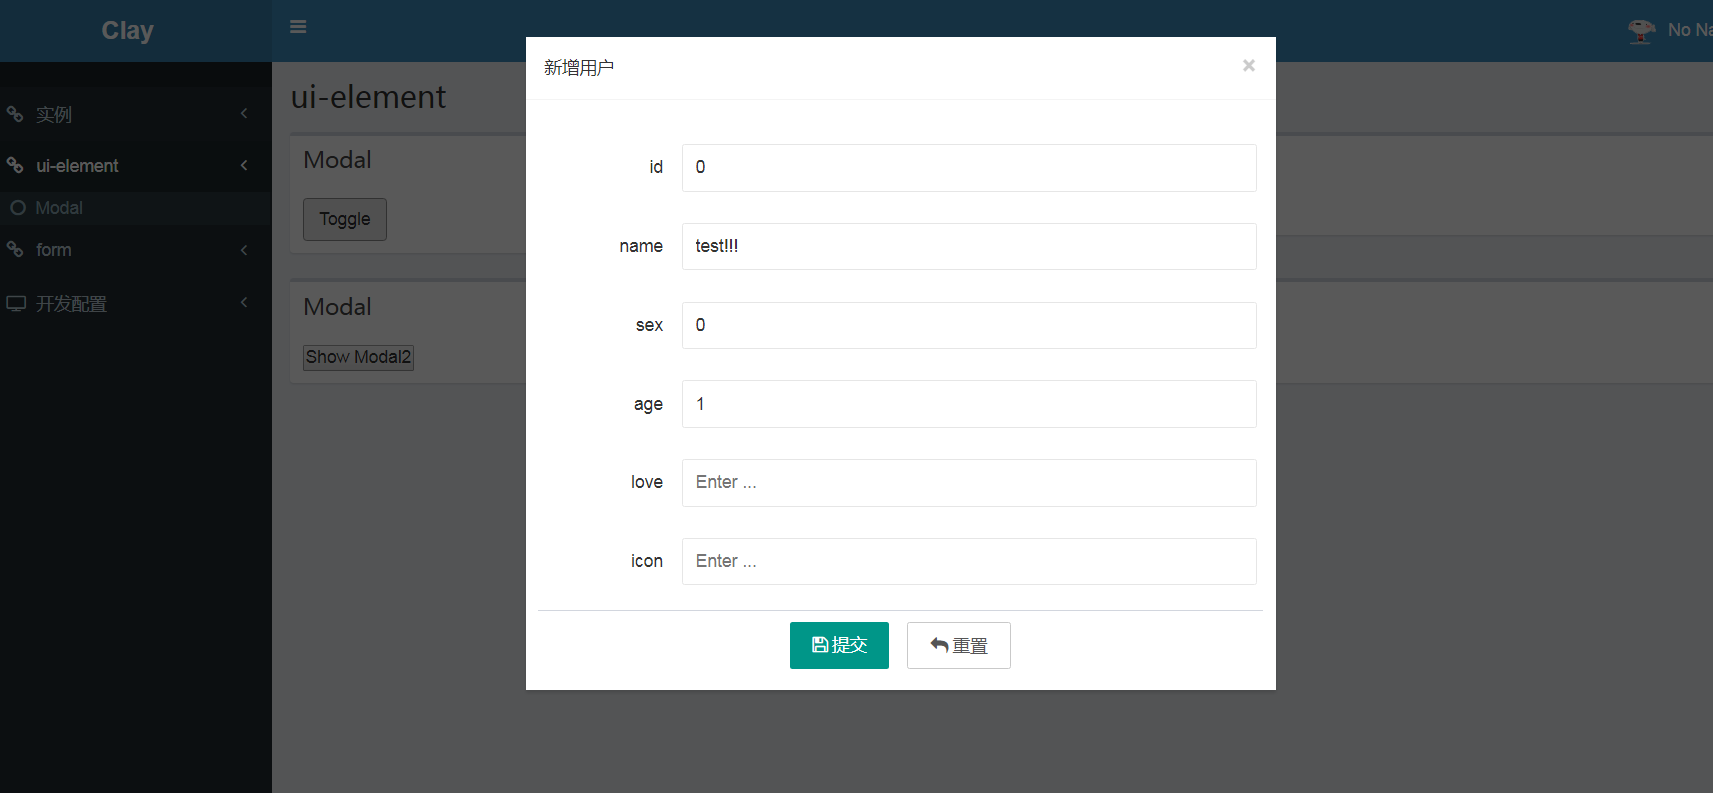 Clay
No Na
实例
ui-element
Modal
form
开发配置
ui-element
Modal
Toggle
Modal
Show Modal2
新增用户
×
id 0
name test!!!
sex 0
age 1
love Enter ...
icon Enter ...
提交 重置